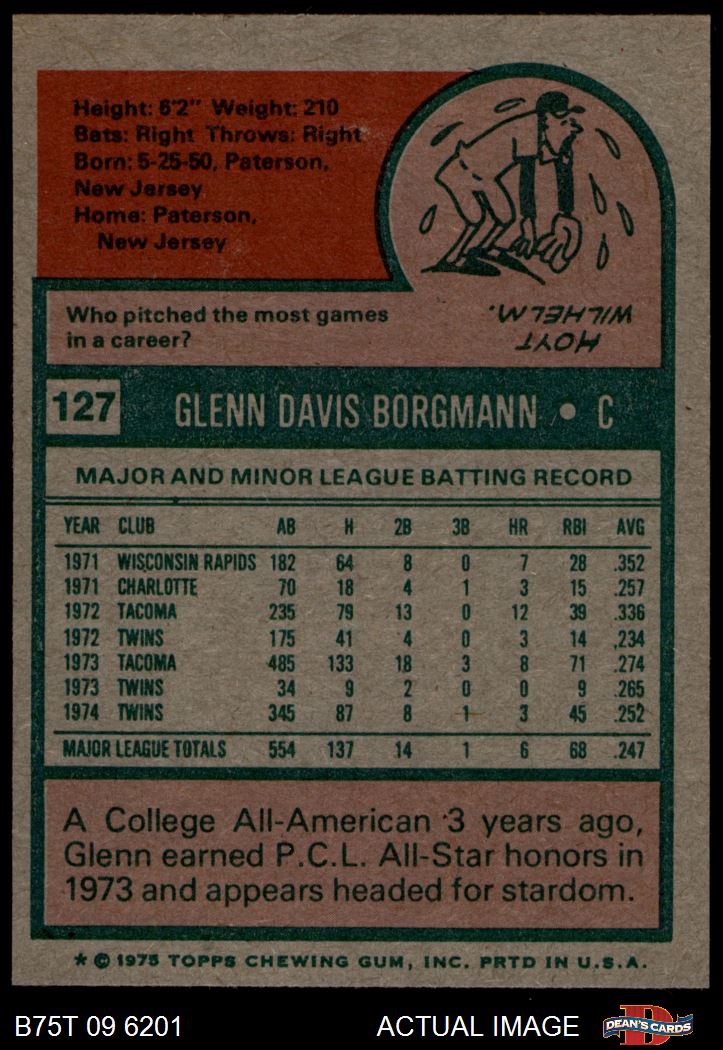 Height: 6'2" Weight: 210
Bats: Right Throws: Right
Born: 5-25-50, Paterson,
New Jersey
Home: Paterson,
New Jersey
Who pitched the most games
in a career?
HOYT
WILHELM.
127 GLENN DAVIS BORGMANN • C
MAJOR AND MINOR LEAGUE BATTING RECORD
YEAR CLUB AB H 2B 3B HR RBI AVG
1971 WISCONSIN RAPIDS 182 64 8 0 7 28 .352
1971 CHARLOTTE 70 18 4 1 3 15 .257
1972 TACOMA 235 79 13 0 12 39 .336
1972 TWINS 175 41 4 0 3 14 .234
1973 TACOMA 485 133 18 3 8 71 .274
1973 TWINS 34 9 2 0 0 9 .265
1974 TWINS 345 87 8 1 3 45 .252
MAJOR LEAGUE TOTALS 554 137 14 1 6 68 .247
A College All-American 3 years ago,
Glenn earned P.C.L. All-Star honors in
1973 and appears headed for stardom.
* © 1975 TOPPS CHEWING GUM, INC. PRTD IN U.S.A.
B75T 09 6201 ACTUAL IMAGE D DEAN'S CARDS